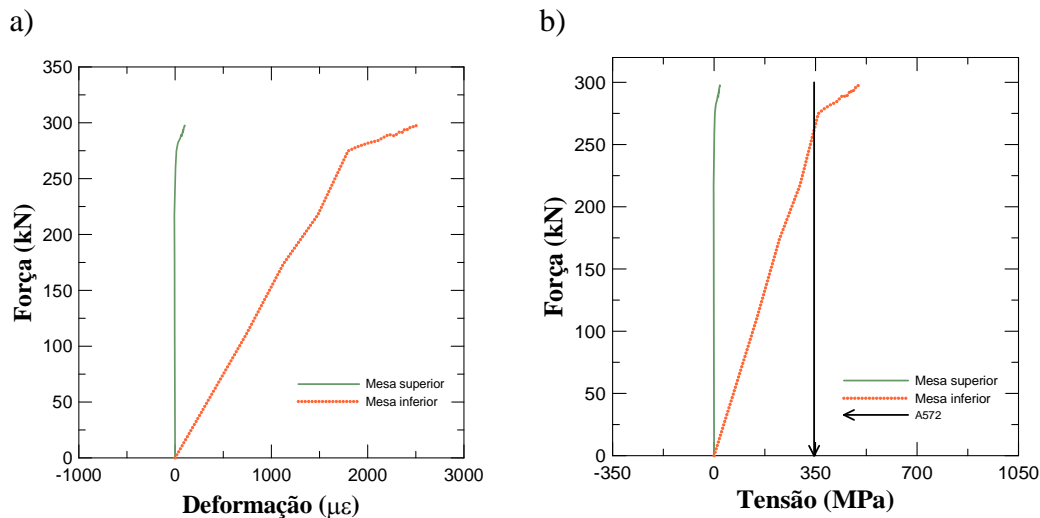 a)
b)
350
300
250
200
150
100
50
0
Força (kN)
-1000
0
1000
2000
3000
Deformação (με)
Mesa superior
Mesa inferior
300
250
200
150
100
50
0
Força (kN)
-350
0
350
700
1050
Tensão (MPa)
Mesa superior
Mesa inferior
A572